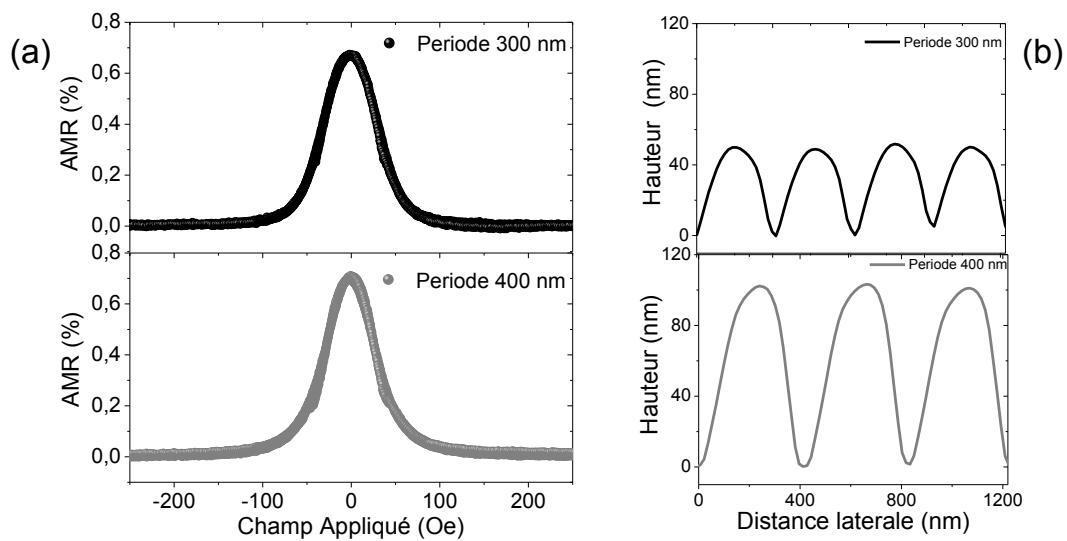 (a)
0,8
0,6
0,4
0,2
0,0
AMR (%)
Periode 300 nm
0,8
0,6
0,4
0,2
0,0
AMR (%)
Periode 400 nm
-200
-100
0
100
200
Champ Appliqué (Oe)
(b)
120
80
40
0
Hauteur (nm)
Periode 300 nm
120
80
40
0
Hauteur (nm)
Periode 400 nm
0
400
800
1200
Distance laterale (nm)